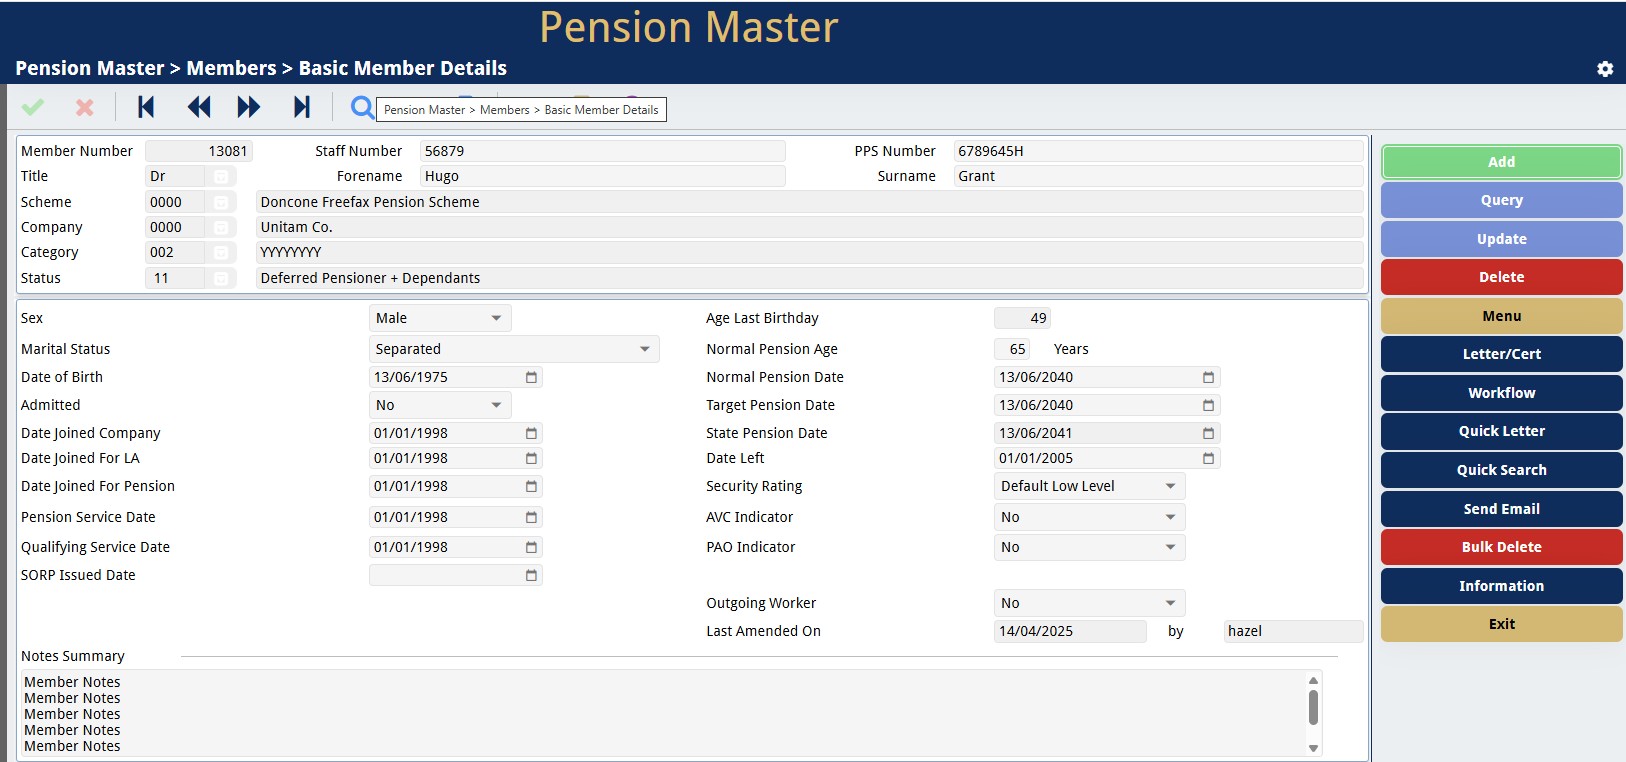 Pension Master
Pension Master > Members > Basic Member Details
Pension Master > Members > Basic Member Details
Member Number 13081 Staff Number 56879 PPS Number 6789645H
Title Dr Forename Hugo Surname Grant
Scheme 0000 Doncone Freefax Pension Scheme
Company 0000 Unitam Co.
Category 002 YYYYYYYY
Status 11 Deferred Pensioner + Dependants
Sex Male Age Last Birthday 49
Marital Status Separated Normal Pension Age 65 Years
Date of Birth 13/06/1975 Normal Pension Date 13/06/2040
Admitted No Target Pension Date 13/06/2040
Date Joined Company 01/01/1998 State Pension Date 13/06/2041
Date Joined For LA 01/01/1998 Date Left 01/01/2005
Date Joined For Pension 01/01/1998 Security Rating Default Low Level
Pension Service Date 01/01/1998 AVC Indicator No
Qualifying Service Date 01/01/1998 PAO Indicator No
SORP Issued Date
Outgoing Worker No
Last Amended On 14/04/2025 by hazel
Notes Summary
Member Notes
Member Notes
Member Notes
Member Notes
Member Notes
Add
Query
Update
Delete
Menu
Letter/Cert
Workflow
Quick Letter
Quick Search
Send Email
Bulk Delete
Information
Exit